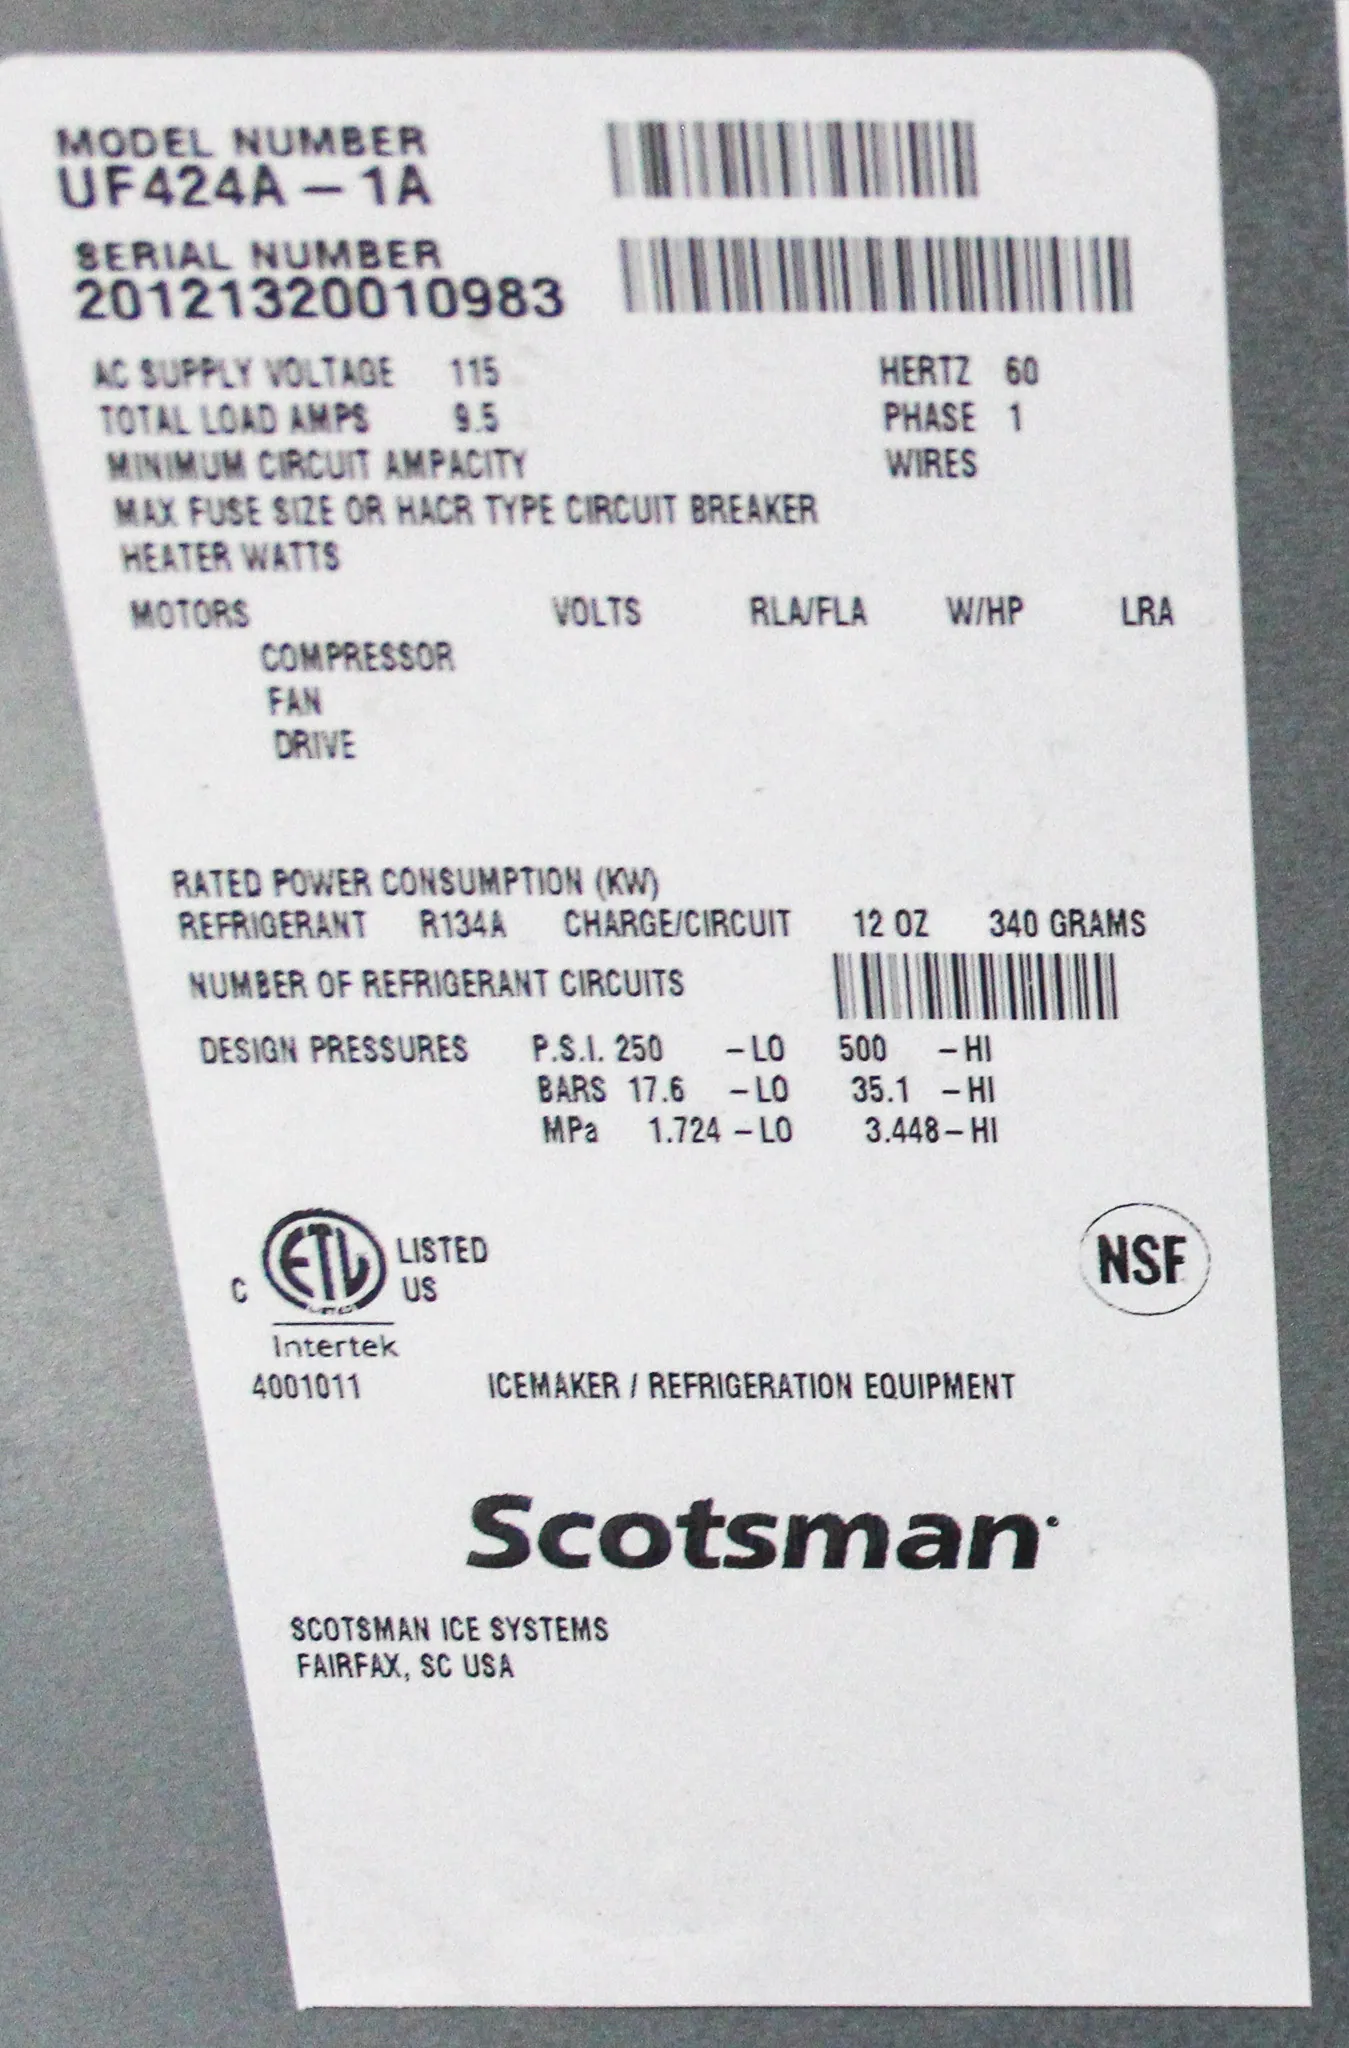 MODEL NUMBER
UF424A-1A
SERIAL NUMBER
20121320010983
AC SUPPLY VOLTAGE 115 HERTZ 60
TOTAL LOAD AMPS 9.5 PHASE 1
MINIMUM CIRCUIT AMPACITY WIRES
MAX FUSE SIZE OR HACR TYPE CIRCUIT BREAKER
HEATER WATTS
MOTORS VOLTS RLA/FLA W/HP LRA
COMPRESSOR
FAN
DRIVE
RATED POWER CONSUMPTION (KW)
REFRIGERANT R134A CHARGE/CIRCUIT 12 OZ 340 GRAMS
NUMBER OF REFRIGERANT CIRCUITS
DESIGN PRESSURES P.S.I. 250 -LO 500 -HI
BARS 17.6 -LO 35.1 -HI
MPa 1.724 -LO 3.448-HI
ETL LISTED
C US
NSF
Intertek
4001011 ICEMAKER / REFRIGERATION EQUIPMENT
Scotsman
SCOTSMAN ICE SYSTEMS
FAIRFAX, SC USA